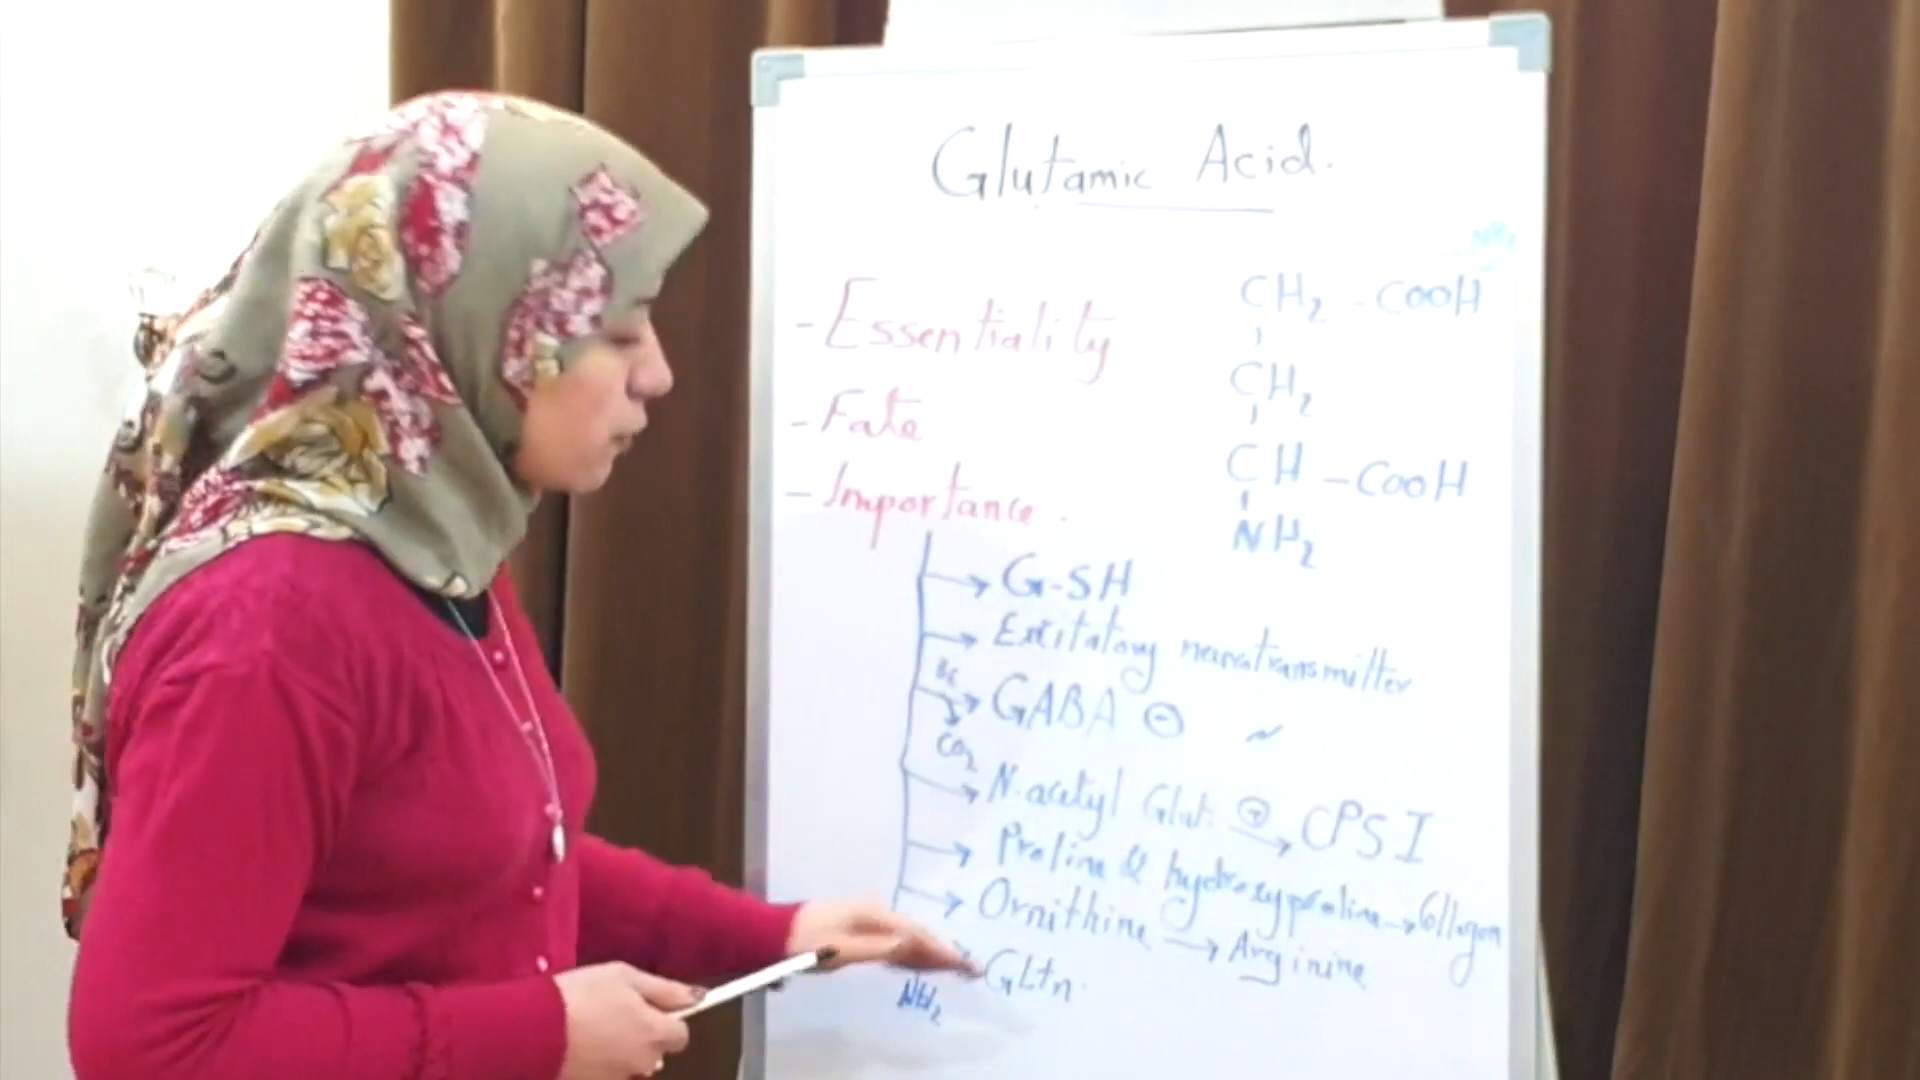 Glutamic Acid.
- Essentiality
- Fate
- Importance.
NH2
CH2 - COOH
CH2
CH - COOH
NH2
→ G-SH
→ Excitatory neurotransmitter
B6 → GABA ⊖ ~
CO2
→ N.acetyl Glut. ⊕ → CPS I
→ Proline & hydroxyproline → Collagen
→ Ornithine → Arginine
→ GLtn.
NH2